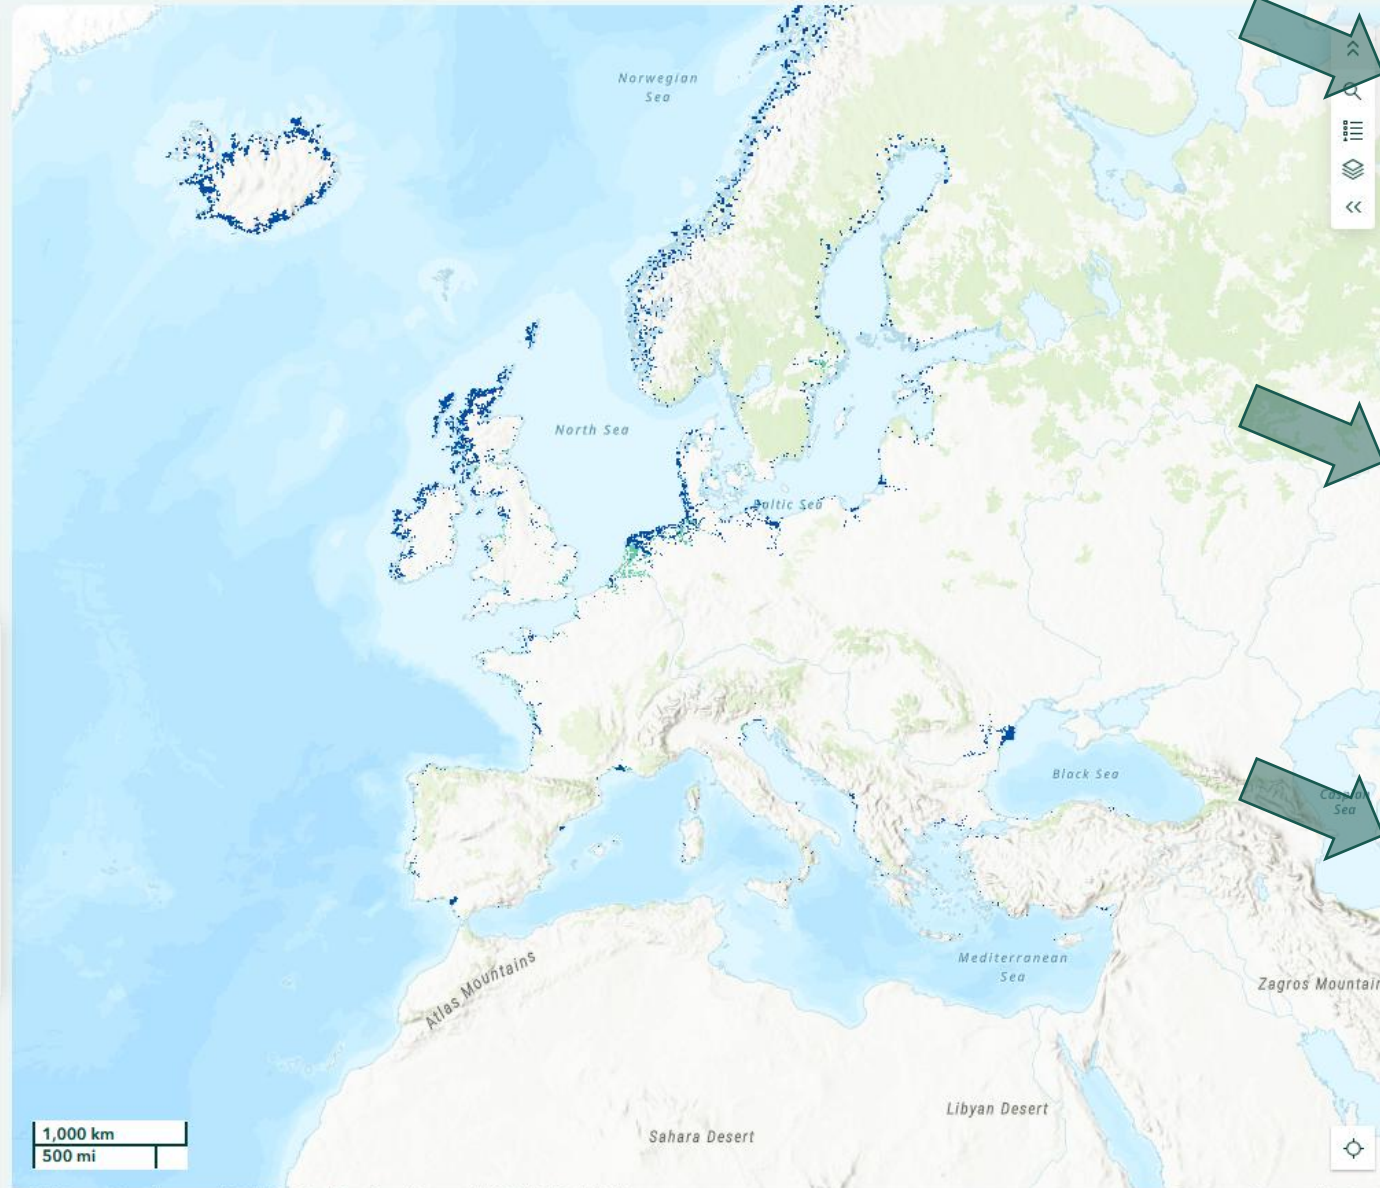 Norwegian
Sea
North Sea
Baltic Sea
Black Sea
Caspian
Sea
Mediterranean
Sea
Atlas Mountains
Zagros Mountain
Libyan Desert
Sahara Desert
1,000 km
500 mi